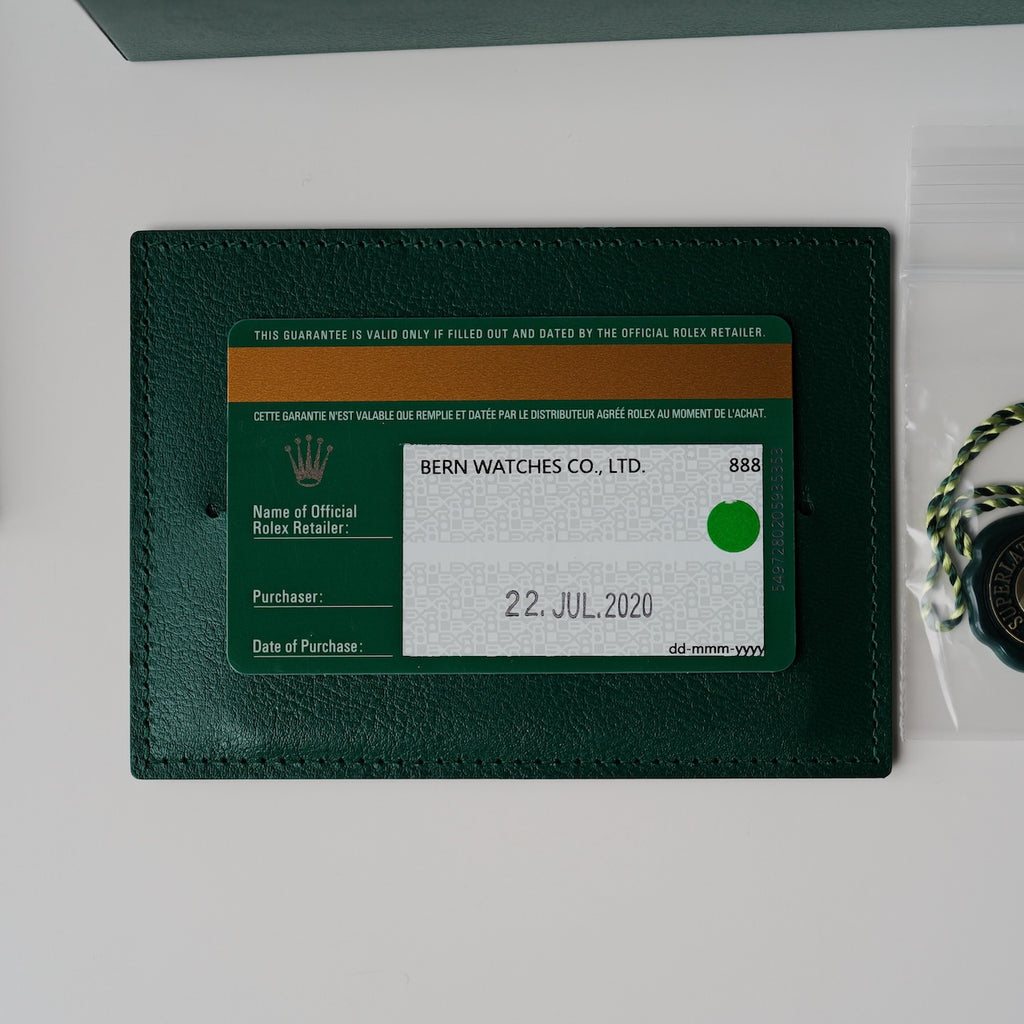 THIS GUARANTEE IS VALID ONLY IF FILLED OUT AND DATED BY THE OFFICIAL ROLEX RETAILER.
CETTE GARANTIE N'EST VALABLE QUE REMPLIE ET DATÉE PAR LE DISTRIBUTEUR AGRÉÉ ROLEX AU MOMENT DE L'ACHAT.
BERN WATCHES CO., LTD. 888
Name of Official
Rolex Retailer:
Purchaser:
22. JUL. 2020
Date of Purchase:
dd-mmm-yyyy